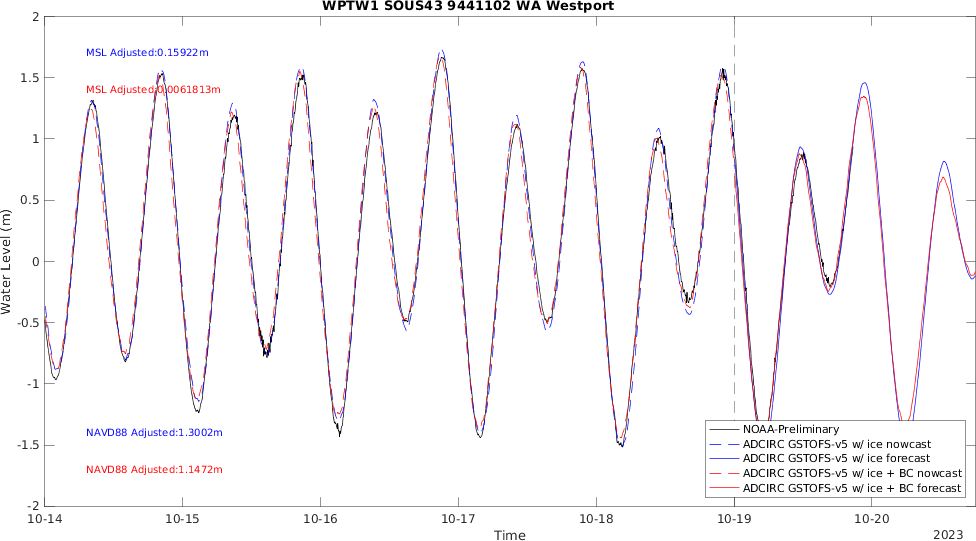 WPTW1 SOUS43 9441102 WA Westport
2
1.5
1
0.5
0
-0.5
-1
-1.5
-2
Water Level (m)
MSL Adjusted:0.15922m
MSL Adjusted:0.0061813m
NAVD88 Adjusted:1.3002m
NAVD88 Adjusted:1.1472m
NOAA-Preliminary
ADCIRC GSTOFS-v5 w/ ice nowcast
ADCIRC GSTOFS-v5 w/ ice forecast
ADCIRC GSTOFS-v5 w/ ice + BC nowcast
ADCIRC GSTOFS-v5 w/ ice + BC forecast
10-14 10-15 10-16 10-17 10-18 10-19 10-20
Time
2023